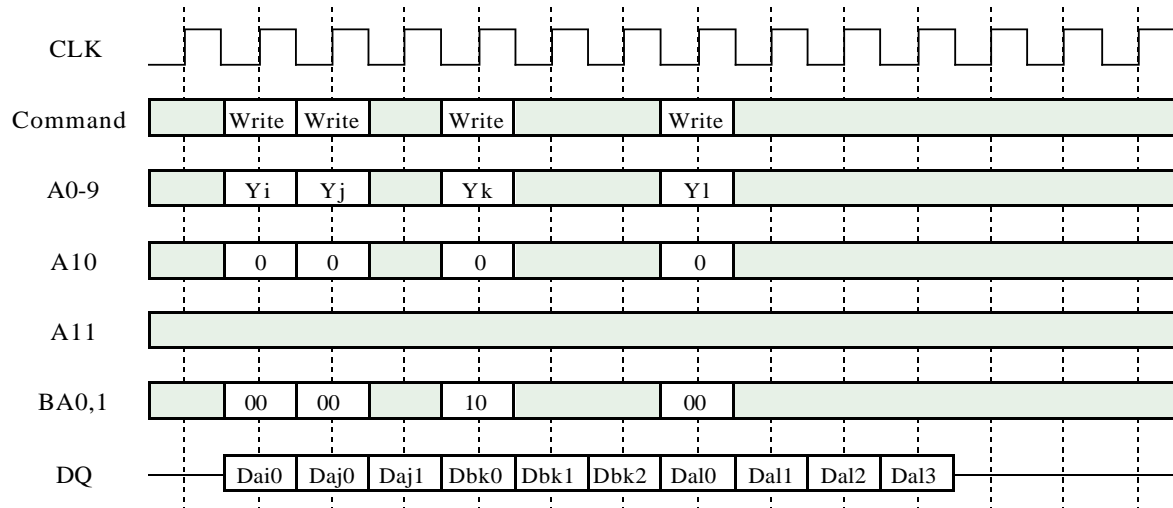 CLK
Command Write Write Write Write
A0-9 Yi Yj Yk Yl
A10 0 0 0 0
A11
BA0,1 00 00 10 00
DQ Dai0 Daj0 Daj1 Dbk0 Dbk1 Dbk2 Dal0 Dal1 Dal2 Dal3